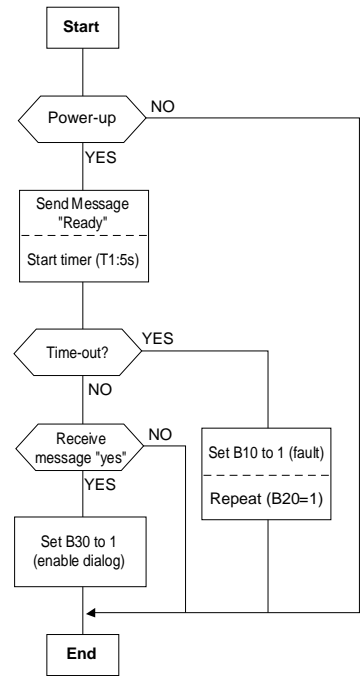 Start
Power-up
NO
YES
Send Message
"Ready"
Start timer (T1:5s)
Time-out?
YES
NO
Receive
message "yes"
NO
YES
Set B10 to 1 (fault)
Repeat (B20=1)
Set B30 to 1
(enable dialog)
End